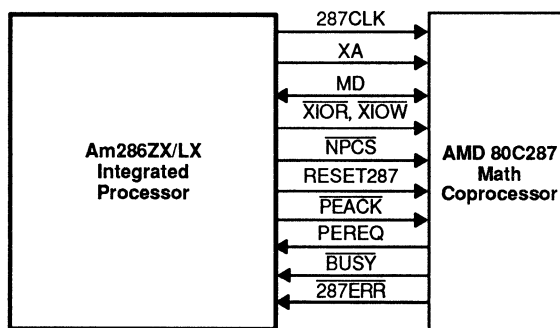 287CLK
XA
MD
XIOR, XIOW
NPCS
RESET287
PEACK
PEREQ
BUSY
287ERR
Am286ZX/LX
Integrated
Processor
AMD 80C287
Math
Coprocessor